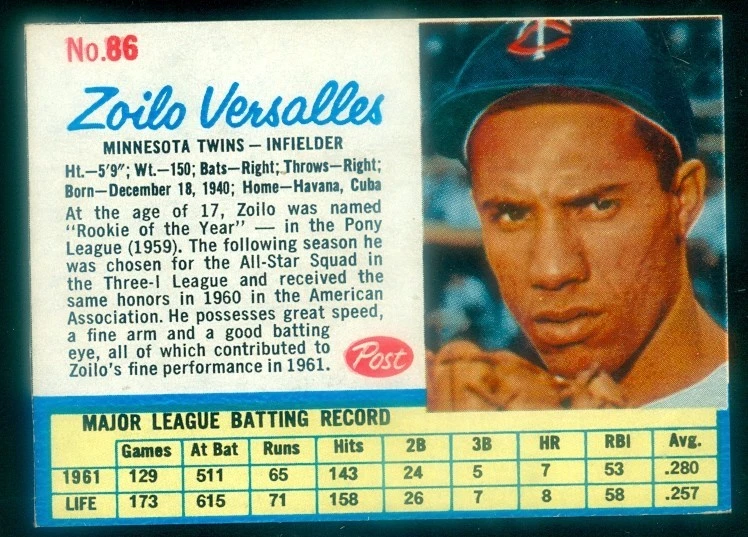 No.86
Zoilo Versalles
MINNESOTA TWINS — INFIELDER
Ht.—5'9"; Wt.—150; Bats—Right; Throws—Right;
Born—December 18, 1940; Home—Havana, Cuba
At the age of 17, Zoilo was named
"Rookie of the Year" — in the Pony
League (1959). The following season he
was chosen for the All-Star Squad in
the Three-I League and received the
same honors in 1960 in the American
Association. He possesses great speed,
a fine arm and a good batting
eye, all of which contributed to
Zoilo's fine performance in 1961.
Post
TC
MAJOR LEAGUE BATTING RECORD
Games At Bat Runs Hits 2B 3B HR RBI Avg.
1961 129 511 65 143 24 5 7 53 .280
LIFE 173 615 71 158 26 7 8 58 .257